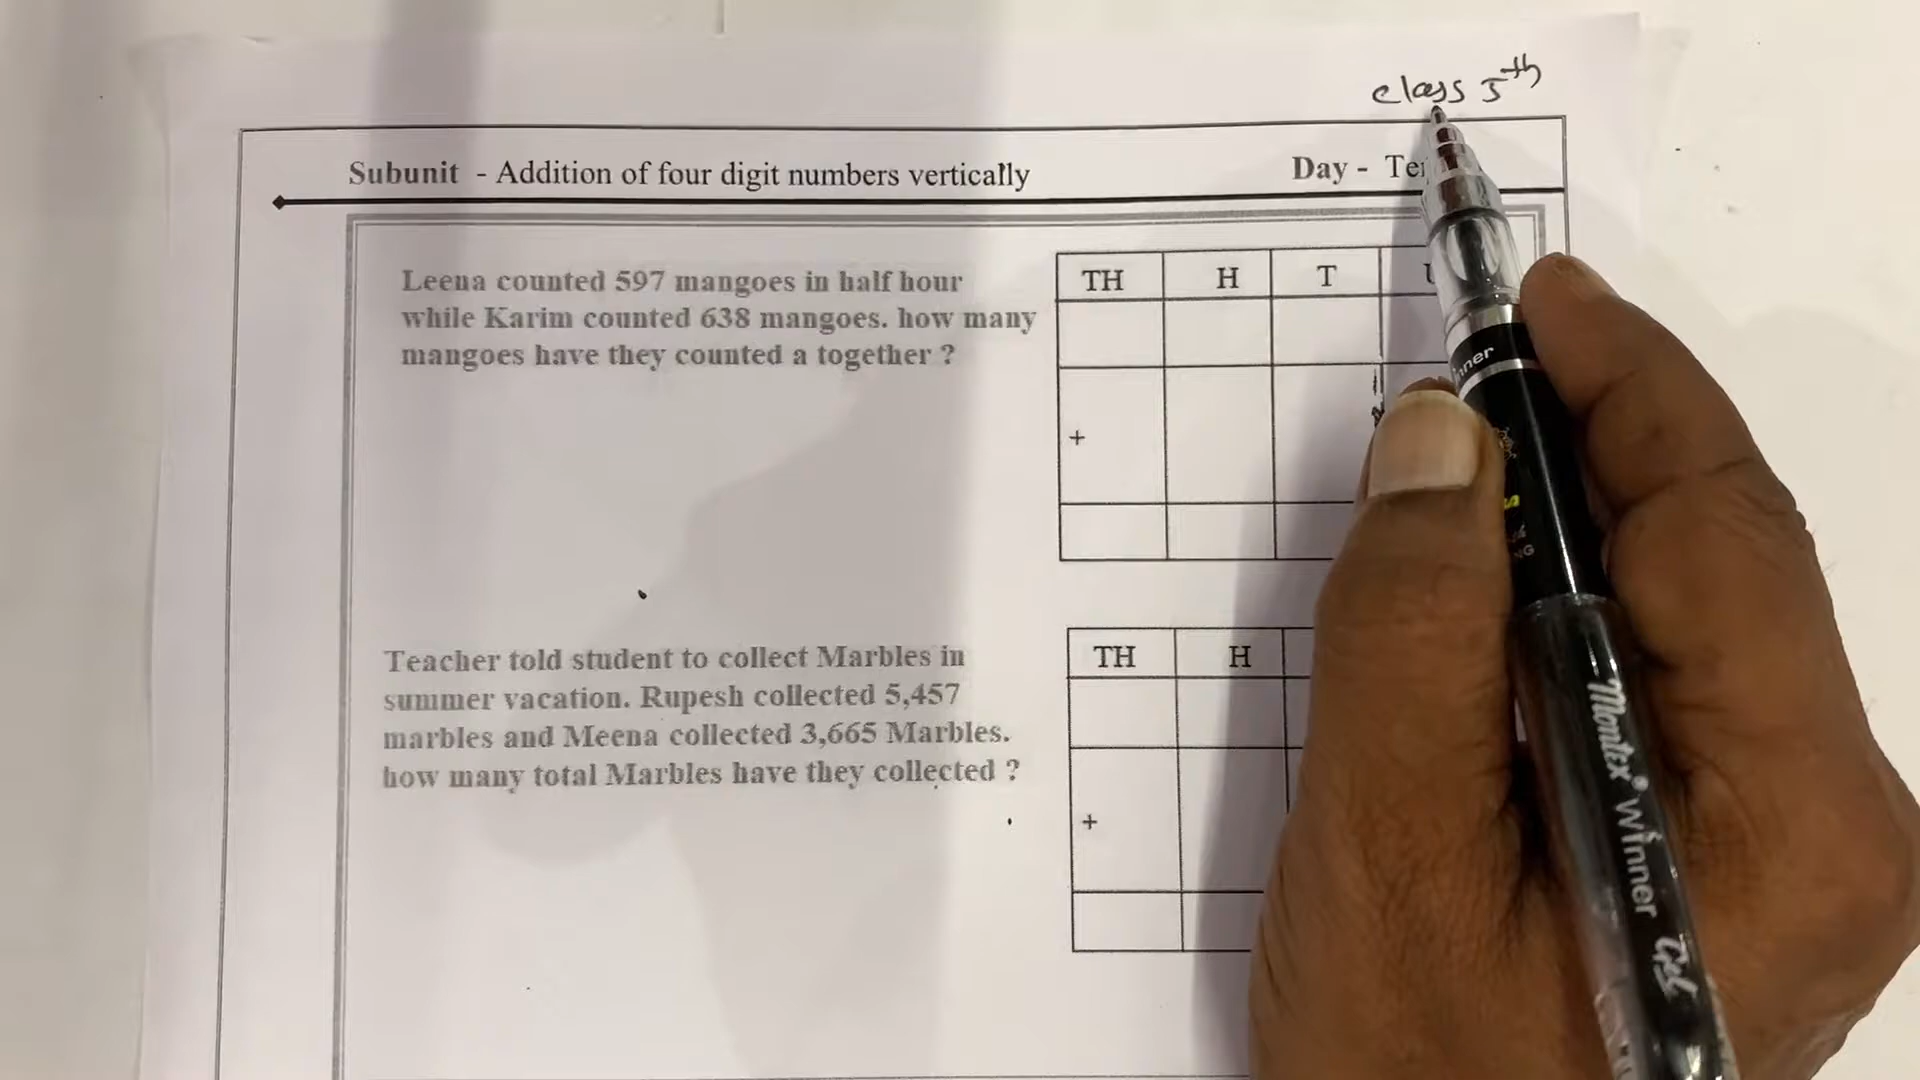 class 5th
Subunit - Addition of four digit numbers vertically
Day -
Leena counted 597 mangoes in half hour
while Karim counted 638 mangoes. how many
mangoes have they counted a together ?
TH H T
+
Teacher told student to collect Marbles in
summer vacation. Rupesh collected 5,457
marbles and Meena collected 3,665 Marbles.
how many total Marbles have they collected ?
TH H
+
Montex Winner Gel